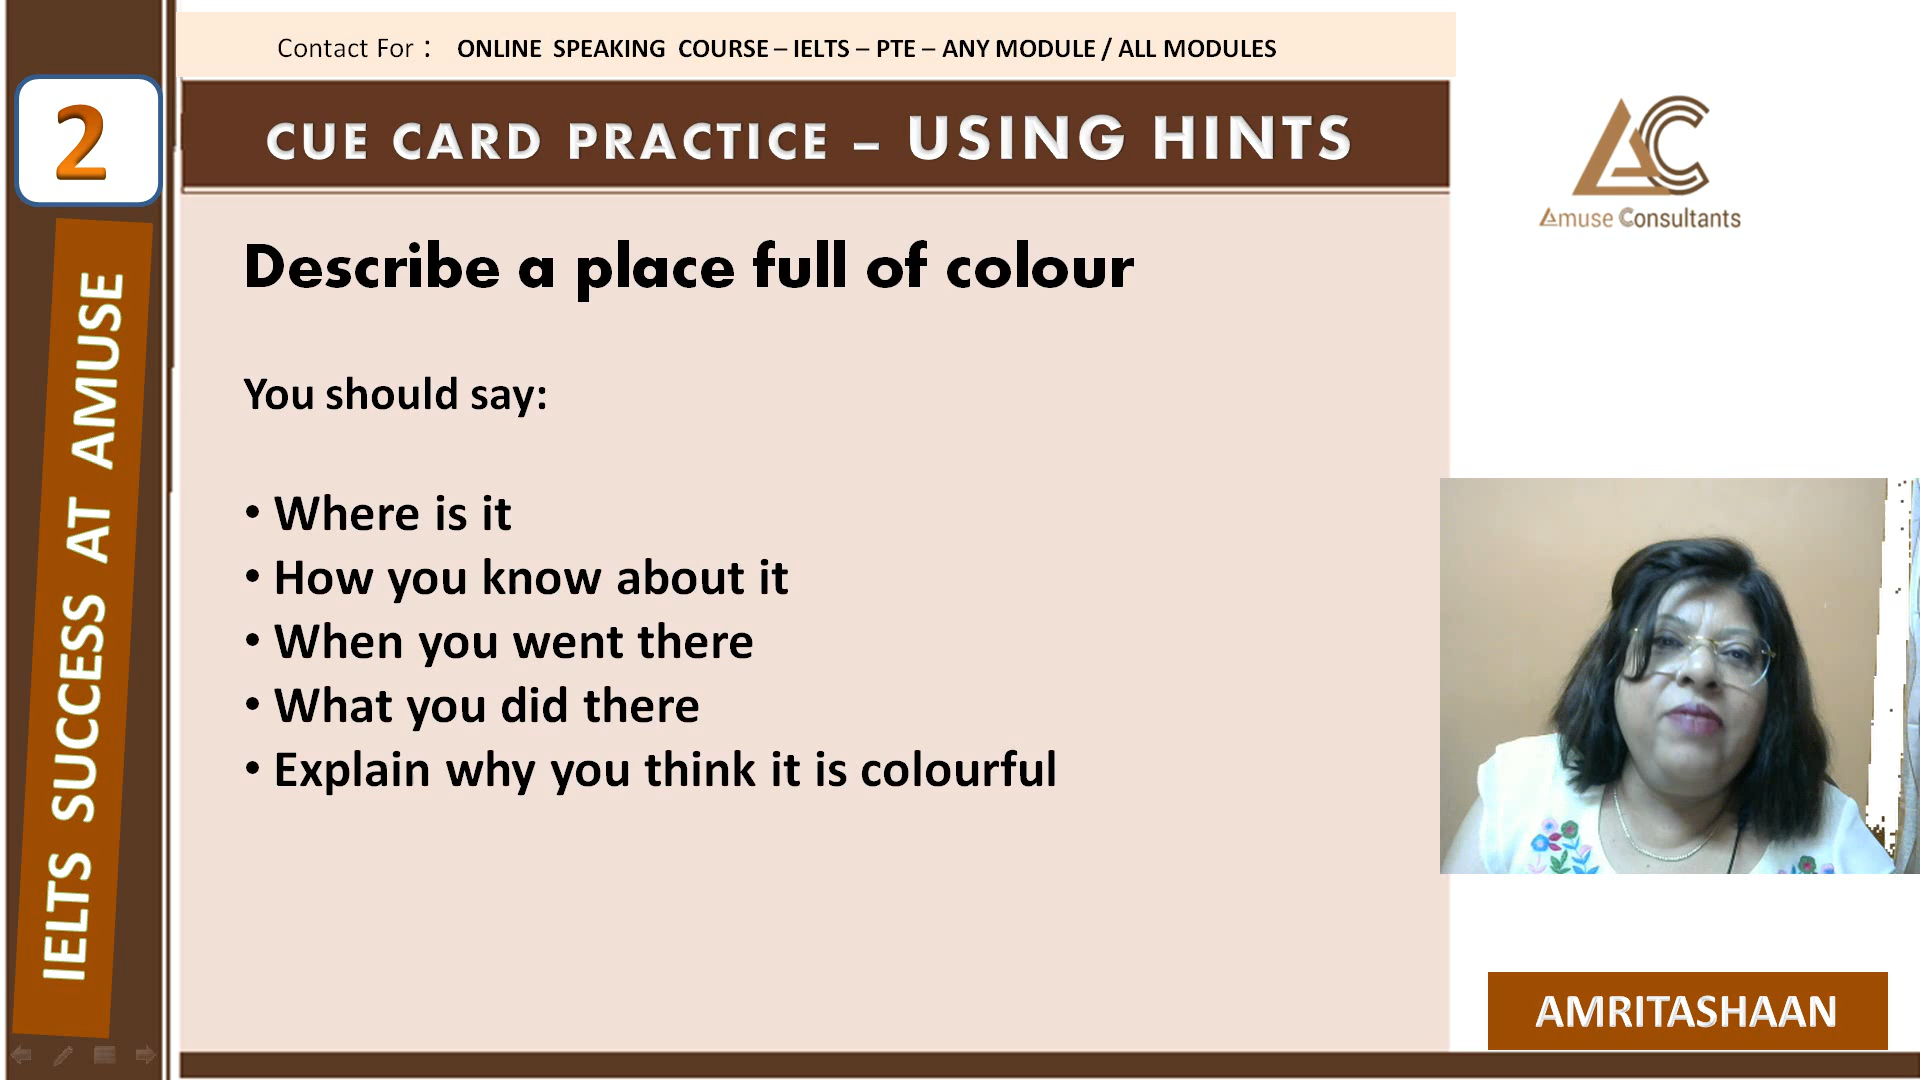 Contact For : ONLINE SPEAKING COURSE – IELTS – PTE – ANY MODULE / ALL MODULES
2
CUE CARD PRACTICE – USING HINTS
AC
Amuse Consultants
IELTS SUCCESS AT AMUSE
Describe a place full of colour
You should say:
• Where is it
• How you know about it
• When you went there
• What you did there
• Explain why you think it is colourful
AMRITASHAAN